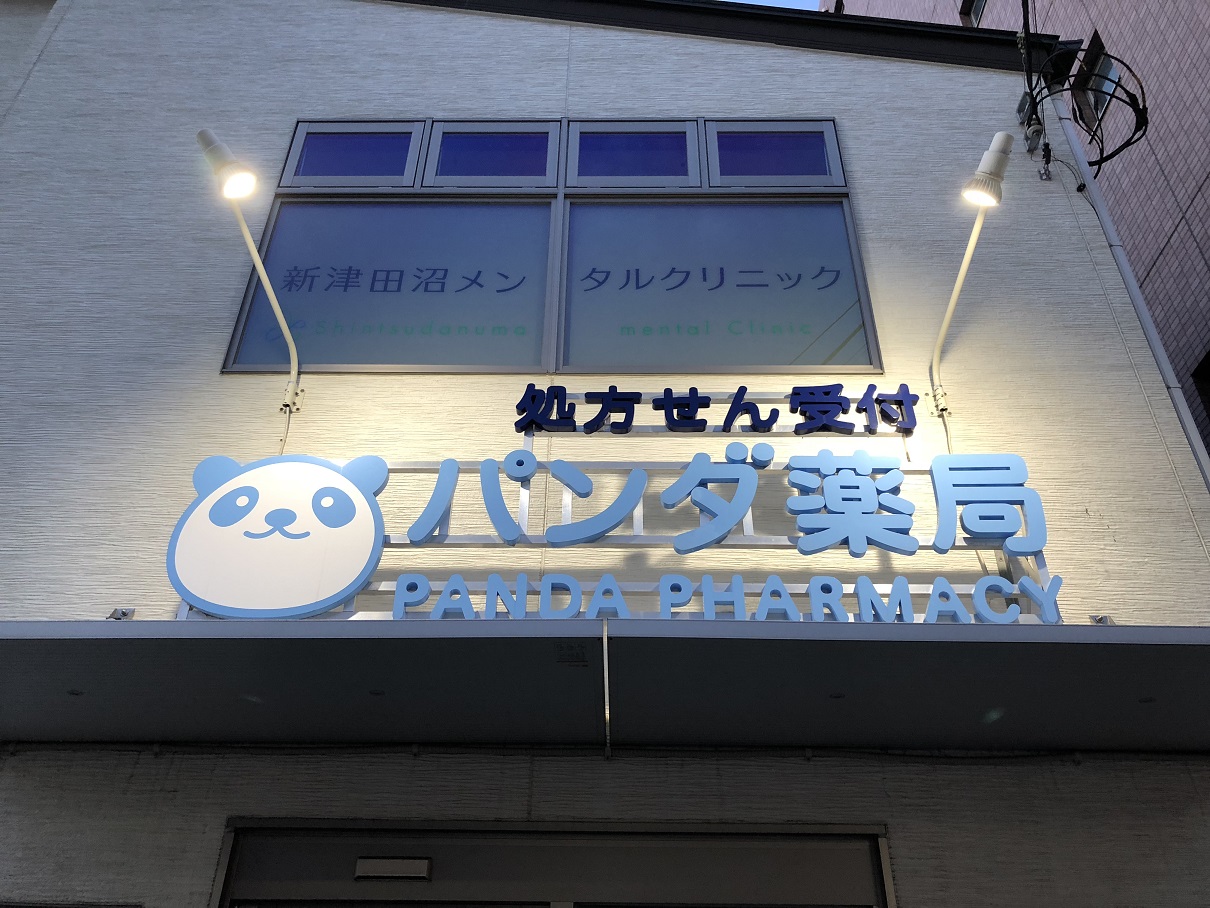 新津田沼メンタルクリニック
Shintsudanuma mental Clinic
処方せん受付
パンダ薬局
PANDA PHARMACY